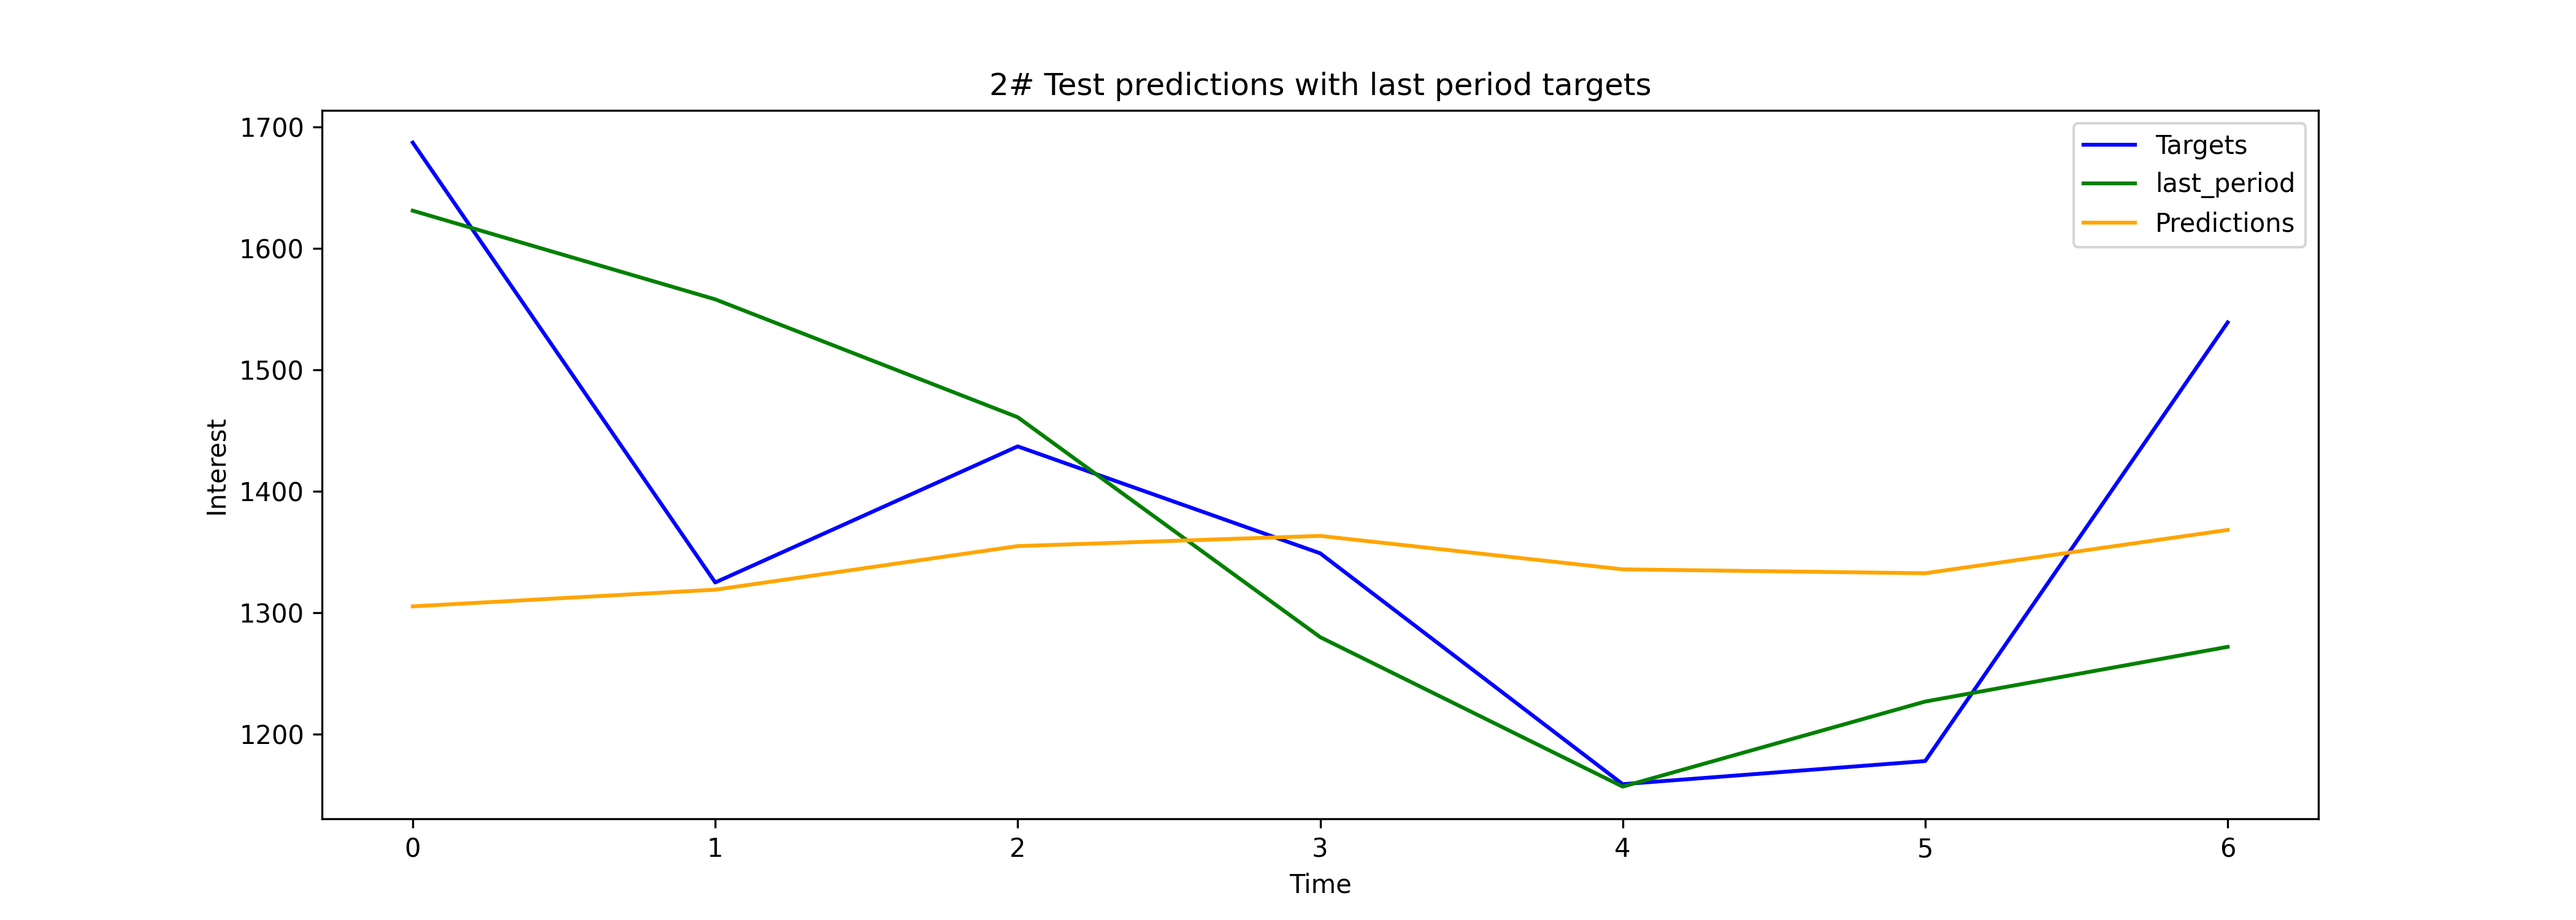 2# Test predictions with last period targets
1700
1600
1500
1400
1300
1200
Interest
Targets
last_period
Predictions
0 1 2 3 4 5 6
Time